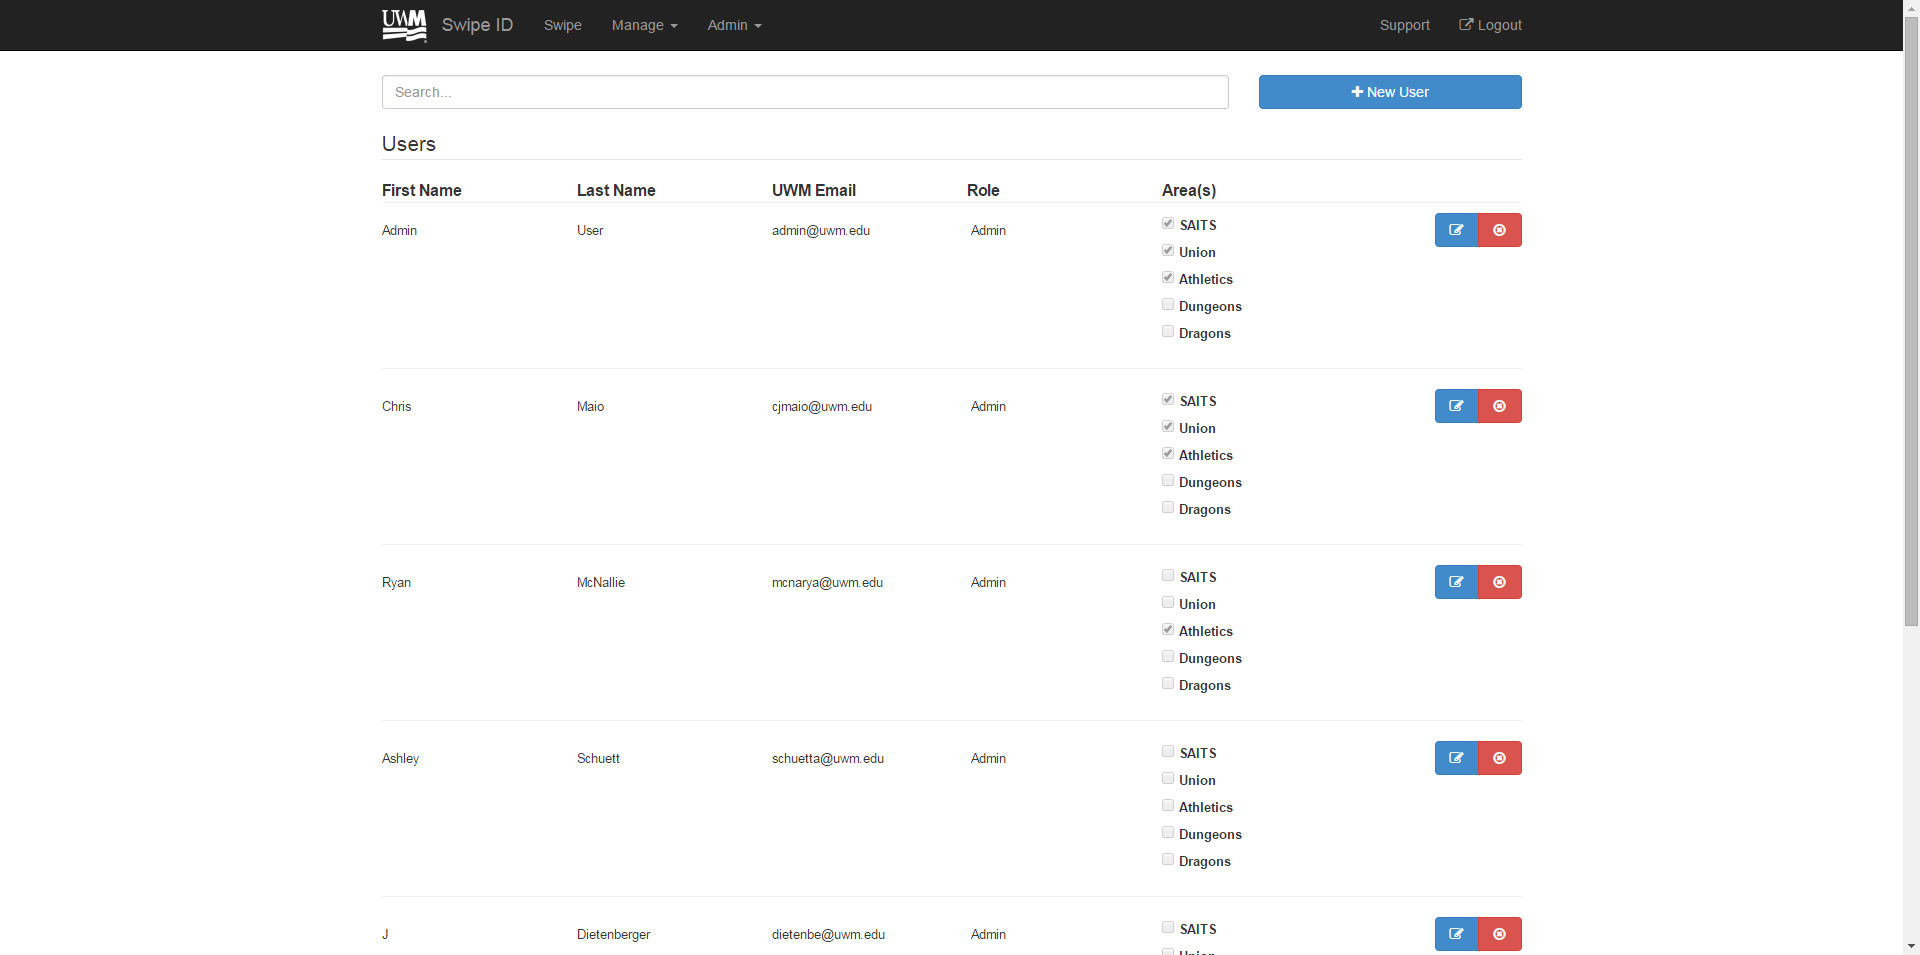 UWM Swipe ID Swipe Manage Admin Support Logout
Search... New User
Users
First Name Last Name UWM Email Role Area(s)
Admin User admin@uwm.edu Admin SAITS
Union
Athletics
Dungeons
Dragons
Chris Maio cjmaio@uwm.edu Admin SAITS
Union
Athletics
Dungeons
Dragons
Ryan McNallie mcnarya@uwm.edu Admin SAITS
Union
Athletics
Dungeons
Dragons
Ashley Schuett schuetta@uwm.edu Admin SAITS
Union
Athletics
Dungeons
Dragons
J Dietenberger dietenbe@uwm.edu Admin SAITS
Union